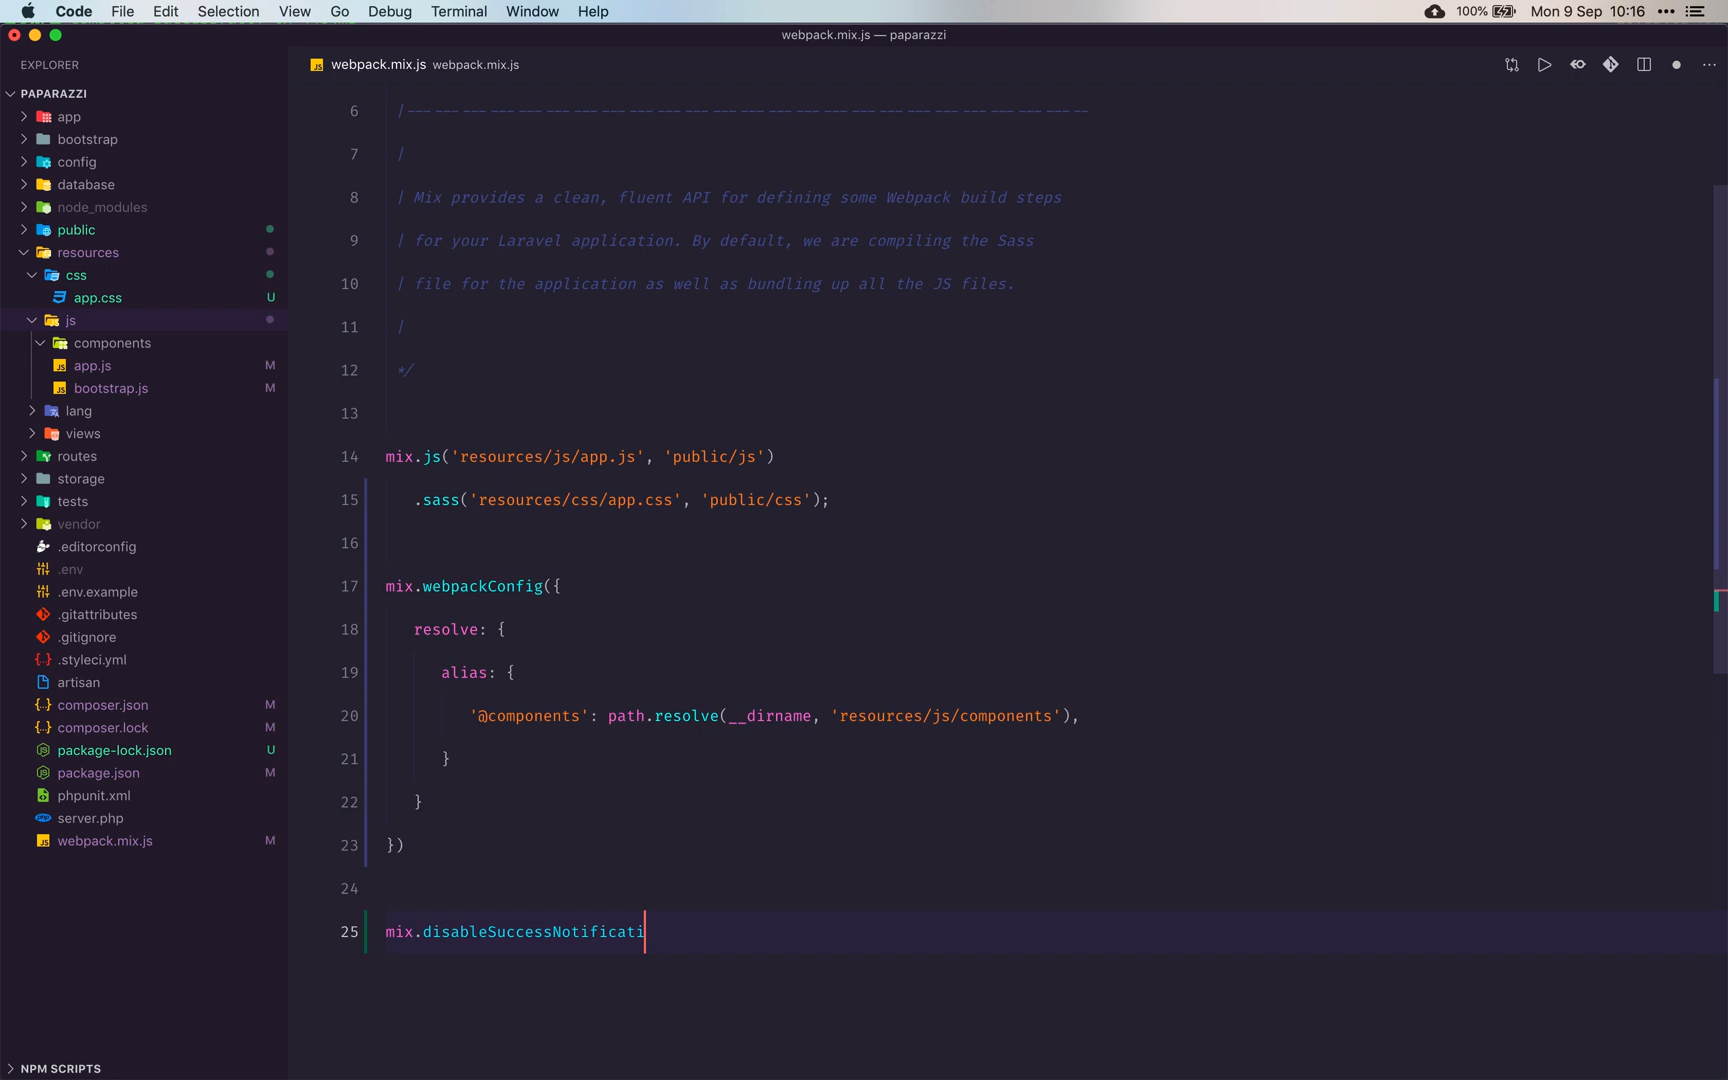 Code File Edit Selection View Go Debug Terminal Window Help 100% Mon 9 Sep 10:16
webpack.mix.js — paparazzi
EXPLORER
webpack.mix.js webpack.mix.js
PAPARAZZI
app
bootstrap
config
database
node_modules
public
resources
css
app.css U
js
components
app.js M
bootstrap.js M
lang
views
routes
storage
tests
vendor
.editorconfig
.env
.env.example
.gitattributes
.gitignore
.styleci.yml
artisan
composer.json M
composer.lock M
package-lock.json U
package.json M
phpunit.xml
server.php
webpack.mix.js M
NPM SCRIPTS
6 |--------------------------------------------------------------------------
7 |
8 | Mix provides a clean, fluent API for defining some Webpack build steps
9 | for your Laravel application. By default, we are compiling the Sass
10 | file for the application as well as bundling up all the JS files.
11 |
12 */
13
14 mix.js('resources/js/app.js', 'public/js')
15 .sass('resources/css/app.css', 'public/css');
16
17 mix.webpackConfig({
18 resolve: {
19 alias: {
20 '@components': path.resolve(__dirname, 'resources/js/components'),
21 }
22 }
23 })
24
25 mix.disableSuccessNotificati